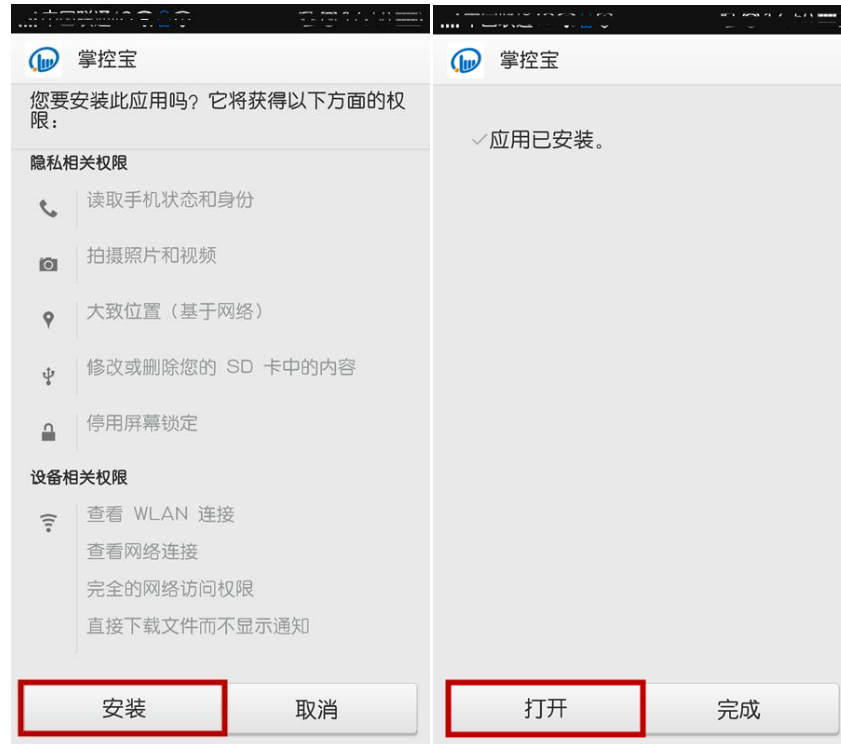 掌控宝
您要安装此应用吗？它将获得以下方面的权
限：
隐私相关权限
读取手机状态和身份
拍摄照片和视频
大致位置（基于网络）
修改或删除您的 SD 卡中的内容
停用屏幕锁定
设备相关权限
查看 WLAN 连接
查看网络连接
完全的网络访问权限
直接下载文件而不显示通知
安装
取消
掌控宝
应用已安装。
打开
完成